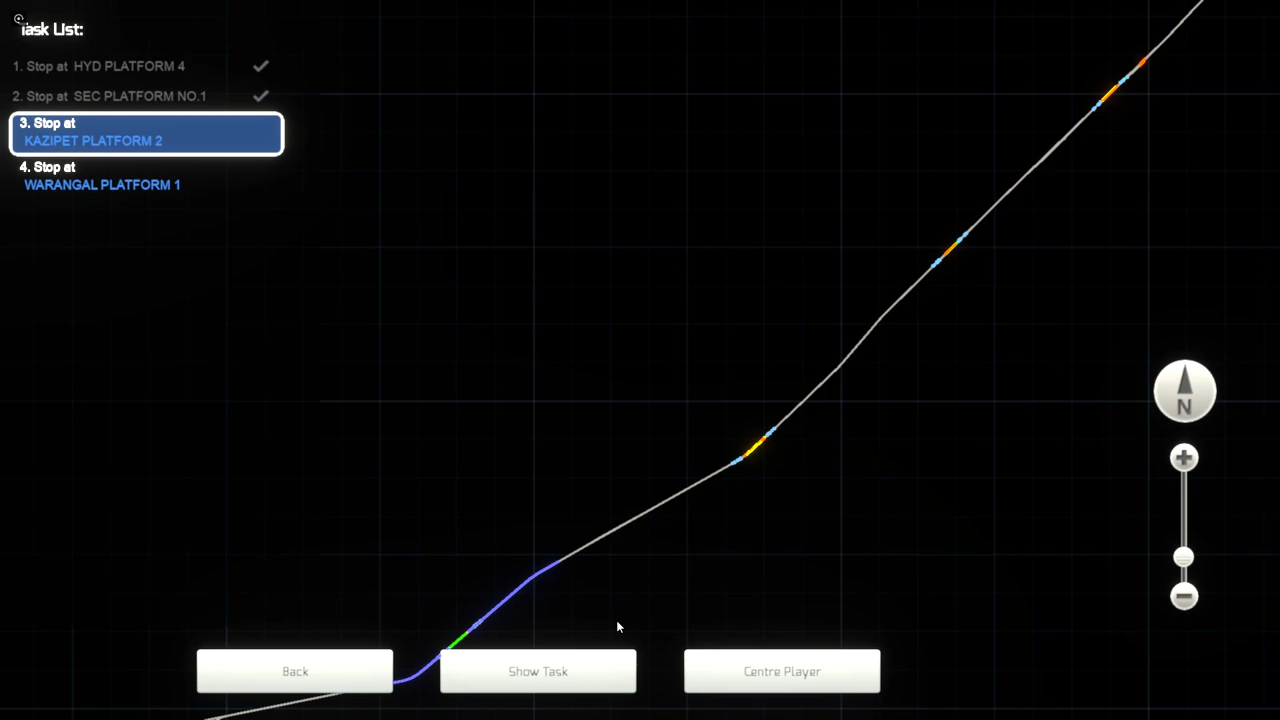 Task List:
1. Stop at HYD PLATFORM 4
2. Stop at SEC PLATFORM NO.1
3. Stop at
KAZIPET PLATFORM 2
4. Stop at
WARANGAL PLATFORM 1
N
Back
Show Task
Centre Player